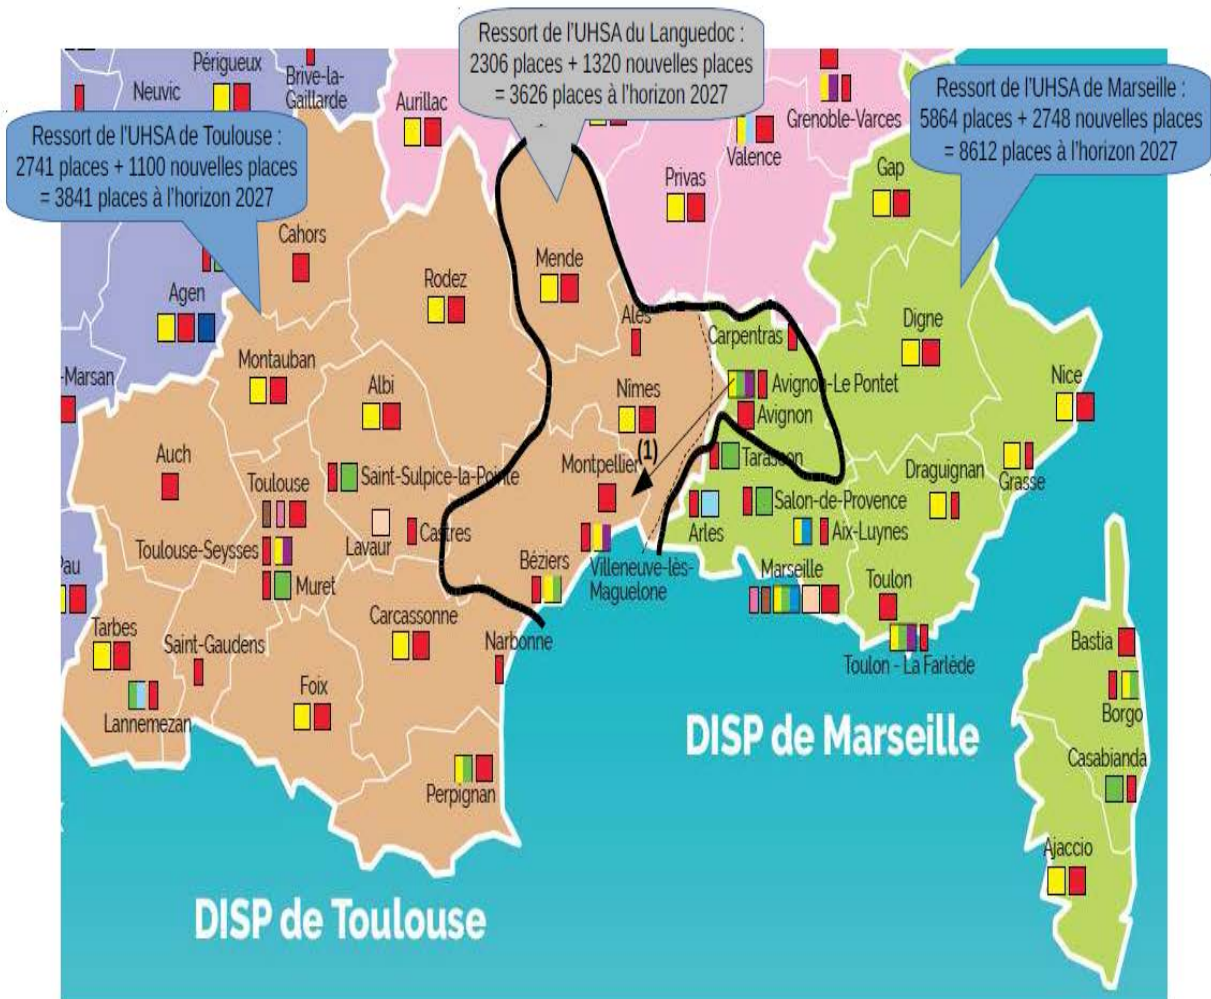 Ressort de l'UHSA du Languedoc :
2306 places + 1320 nouvelles places
= 3626 places à l'horizon 2027
Ressort de l'UHSA de Toulouse :
2741 places + 1100 nouvelles places
= 3841 places à l'horizon 2027
Ressort de l'UHSA de Marseille :
5864 places + 2748 nouvelles places
= 8612 places à l'horizon 2027
Périgueux
Neuvic
Brive-la-
Gaillarde
Aurillac
Grenoble-Varces
Valence
Privas
Gap
Cahors
Mende
Rodez
Agen
Alès
Carpentras
Digne
Montauban
-Marsan
Albi
Nîmes
Avignon-Le Pontet
Nice
Avignon
Auch
(1)
Tarascon
Montpellier
Draguignan
Grasse
Toulouse
Saint-Sulpice-la-Pointe
Salon-de-Provence
Lavaur
Castres
Arles
Aix-Luynes
Toulouse-Seysses
Béziers
Villeneuve-lès-
Maguelone
Marseille
Pau
Muret
Toulon
Tarbes
Saint-Gaudens
Carcassonne
Narbonne
Bastia
Toulon - La Farlède
Foix
Lannemezan
Borgo
DISP de Marseille
Casabianda
Perpignan
Ajaccio
DISP de Toulouse